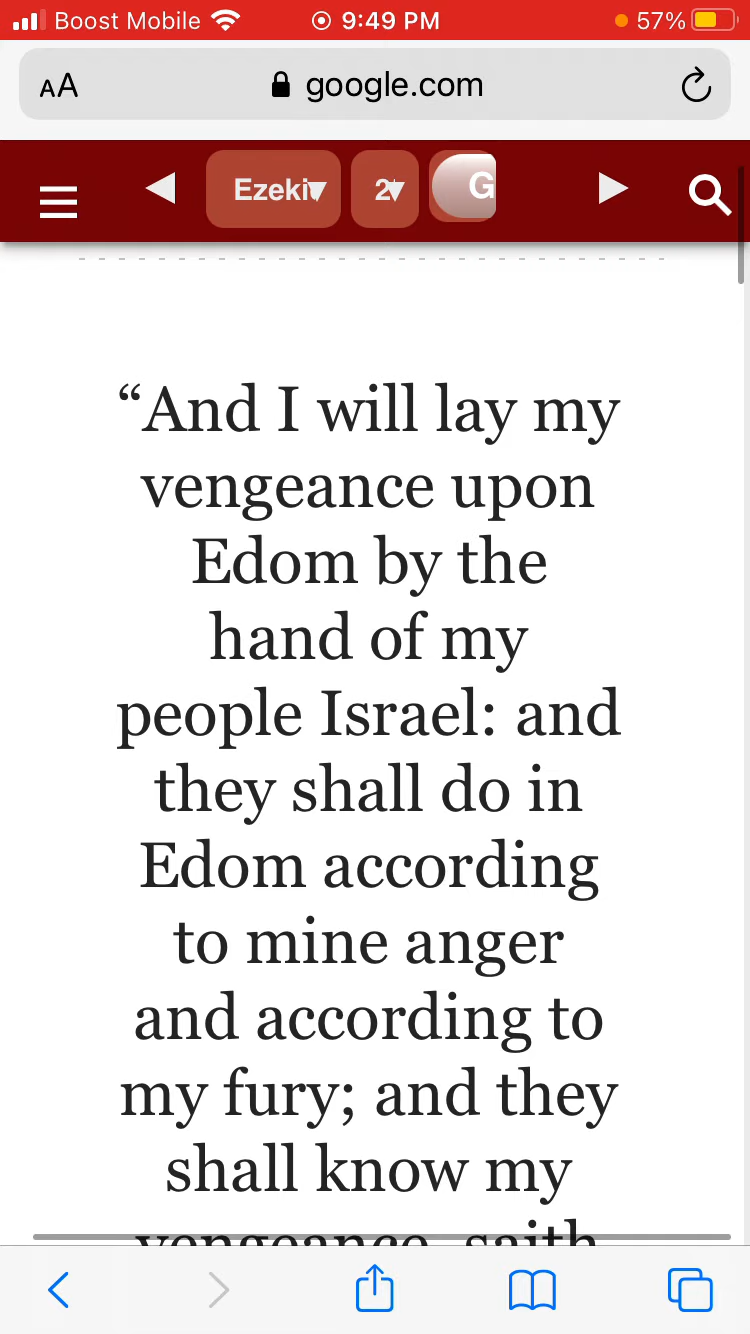 Boost Mobile 9:49 PM 57%
AA google.com
Ezeki 2 G
“And I will lay my
vengeance upon
Edom by the
hand of my
people Israel: and
they shall do in
Edom according
to mine anger
and according to
my fury; and they
shall know my
vengeance, saith